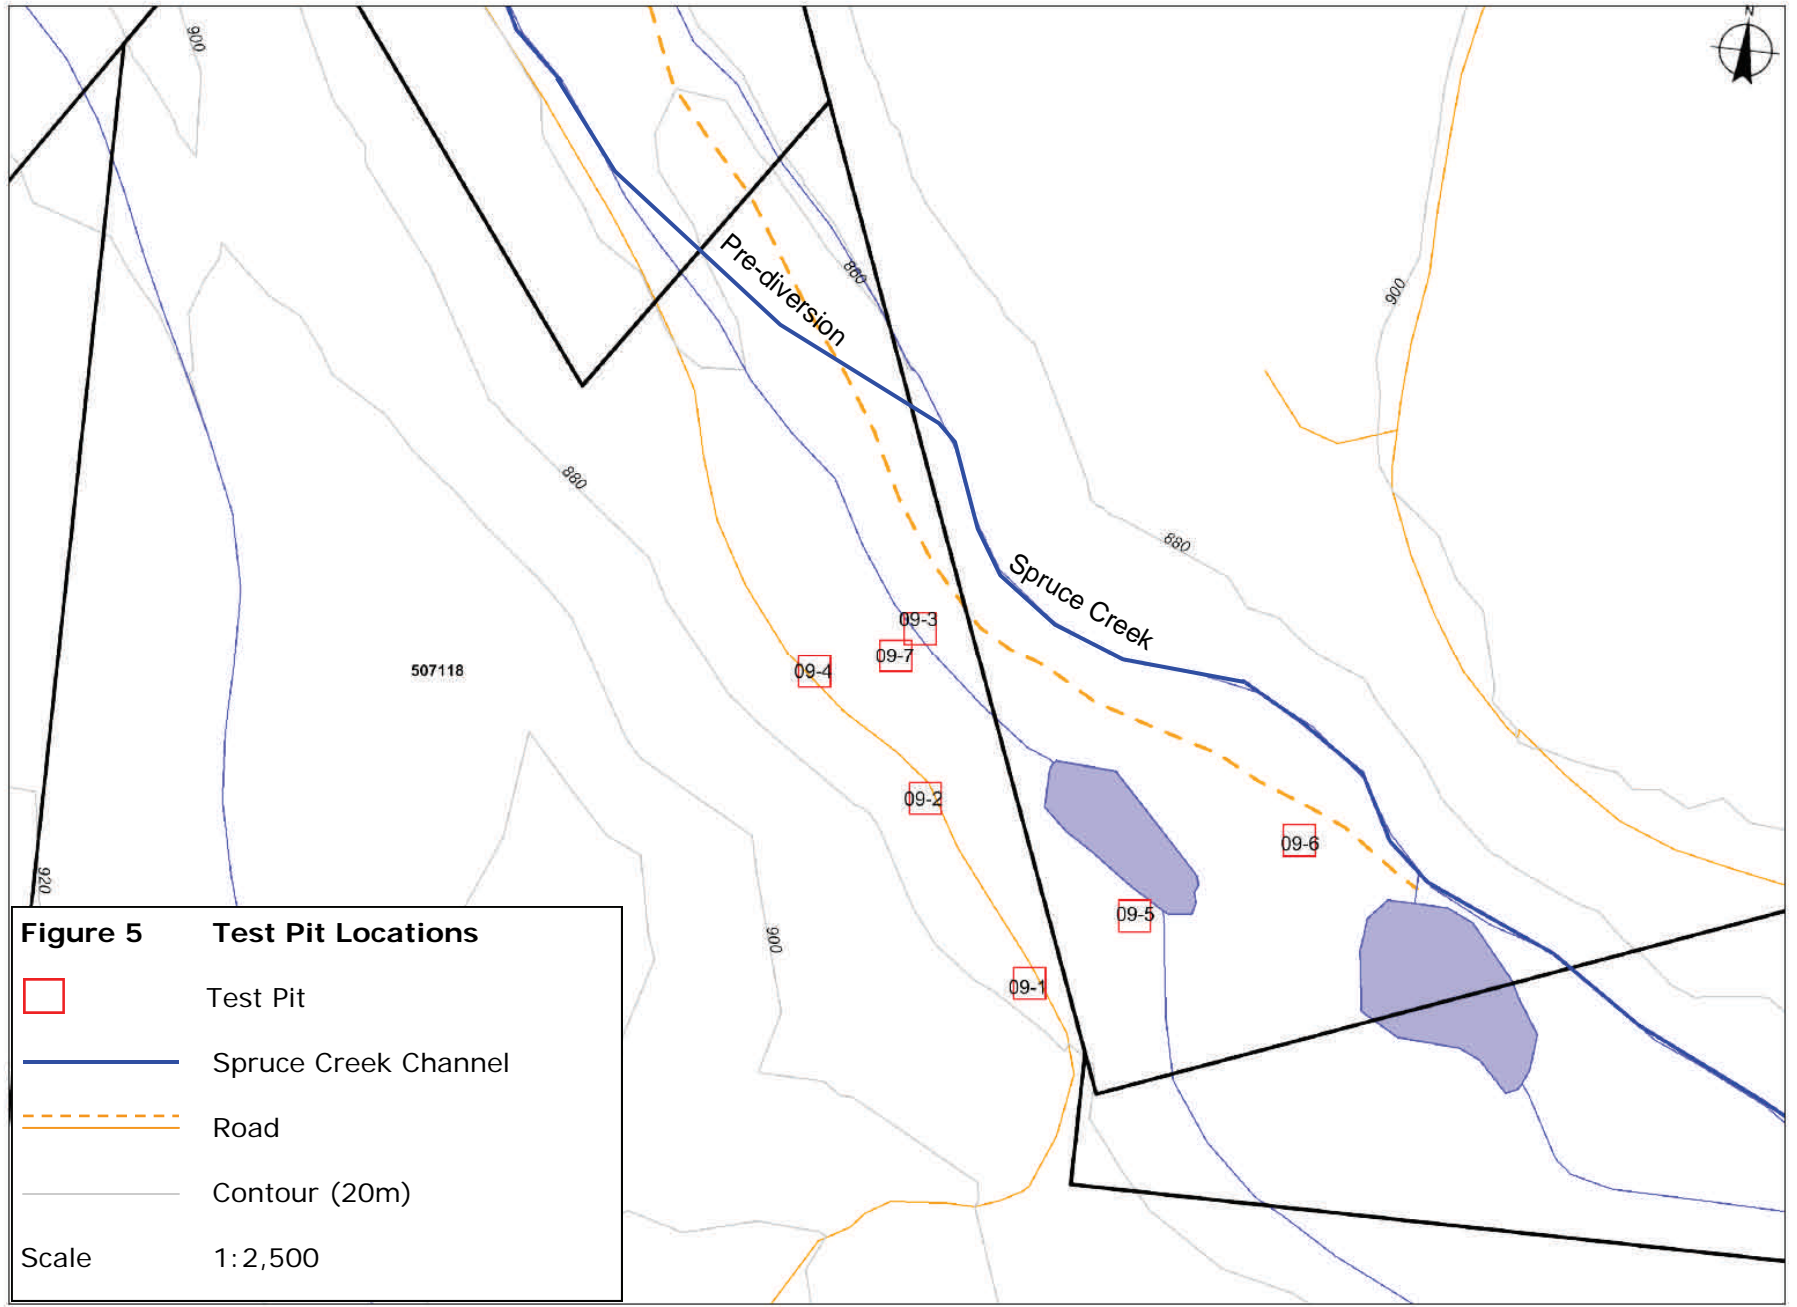 N
900
Pre-diversion
860
900
880
880
Spruce Creek
09-3
09-7
09-4
507118
09-2
09-6
920
09-5
900
09-1
Figure 5 Test Pit Locations
Test Pit
Spruce Creek Channel
Road
Contour (20m)
Scale 1:2,500